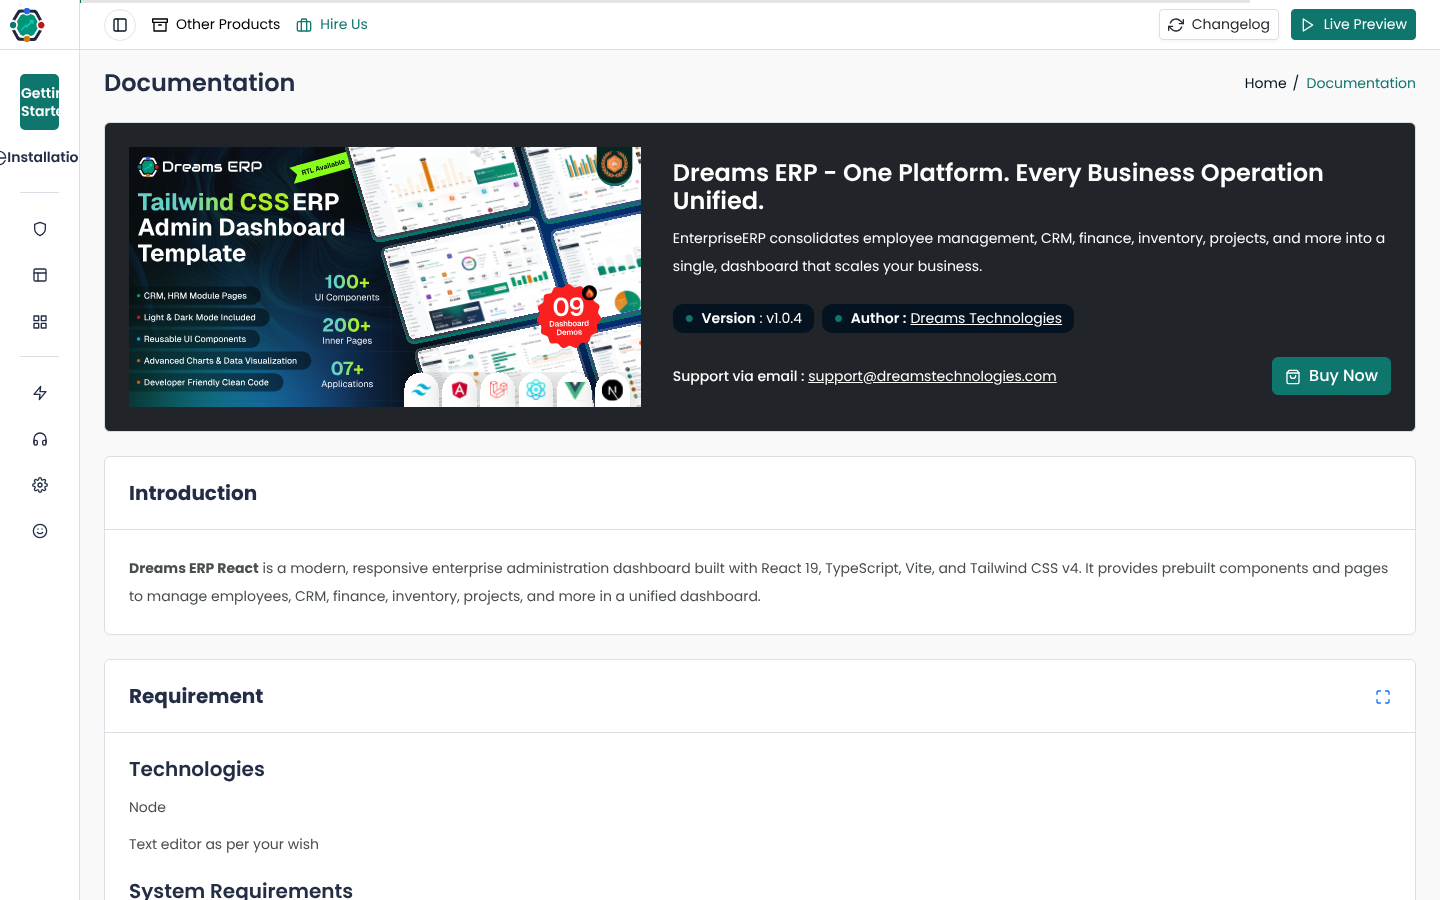 Other Products
Hire Us
Changelog
Live Preview
Documentation
Home / Documentation
Installatio
Dreams ERP
RTL Available
Tailwind CSS ERP
Admin Dashboard
Template
CRM, HRM Module Pages
Light & Dark Mode Included
Reusable UI Components
Advanced Charts & Data Visualization
Developer Friendly Clean Code
100+
UI Components
200+
Inner Pages
07+
Applications
09
Dashboard
Demos
Dreams ERP - One Platform. Every Business Operation
Unified.
EnterpriseERP consolidates employee management, CRM, finance, inventory, projects, and more into a
single, dashboard that scales your business.
Version : v1.0.4
Author : Dreams Technologies
Support via email : support@dreamstechnologies.com
Buy Now
Introduction
Dreams ERP React is a modern, responsive enterprise administration dashboard built with React 19, TypeScript, Vite, and Tailwind CSS v4. It provides prebuilt components and pages
to manage employees, CRM, finance, inventory, projects, and more in a unified dashboard.
Requirement
Technologies
Node
Text editor as per your wish
System Requirements